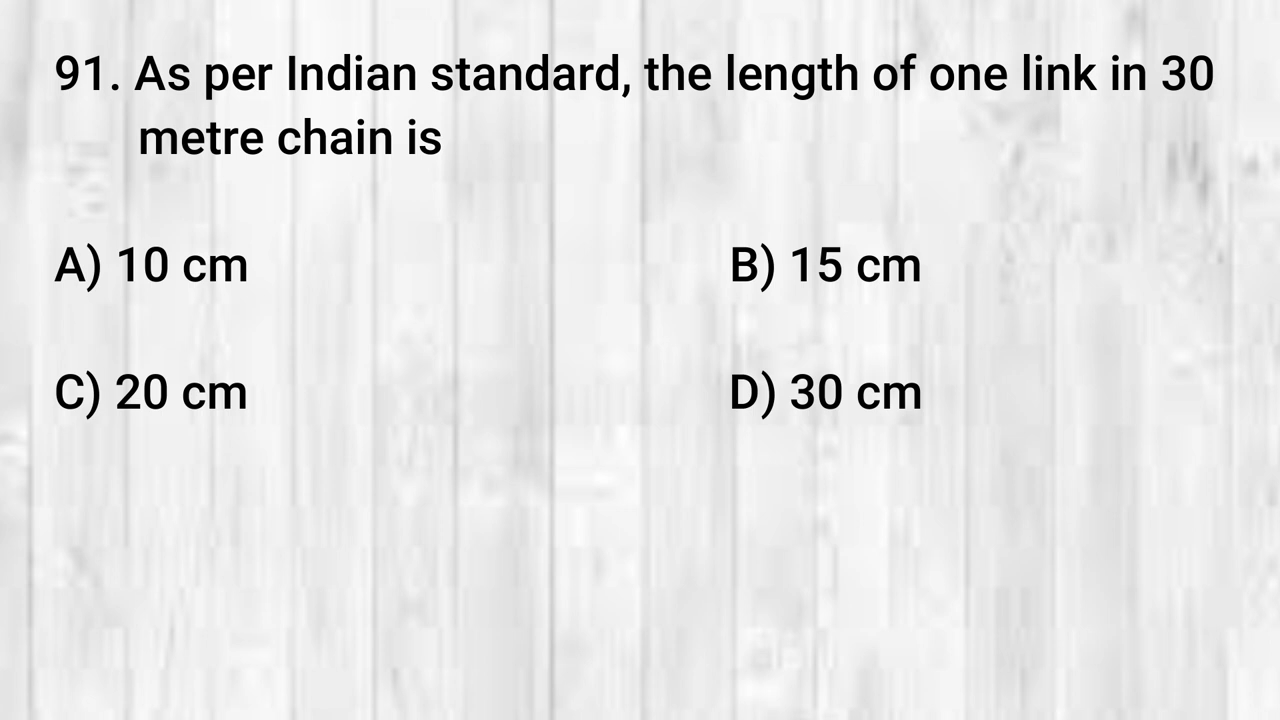 91. As per Indian standard, the length of one link in 30
metre chain is
A) 10 cm B) 15 cm
C) 20 cm D) 30 cm